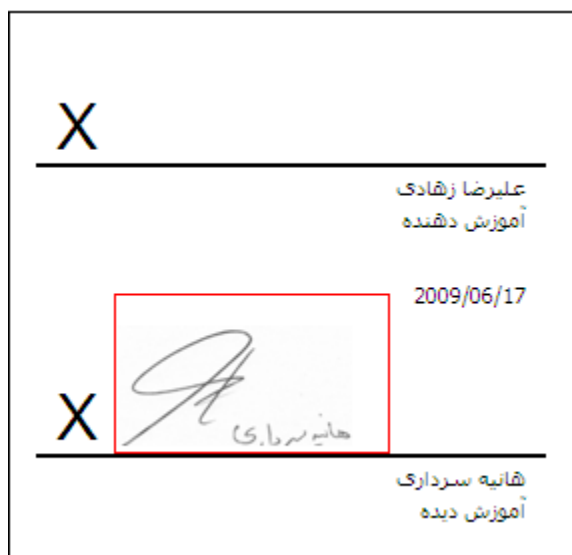 X
علیرضا زهادی
آموزش دهنده
2009/06/17
X
هانیه سرداری
هانیه سرداری
آموزش دیده